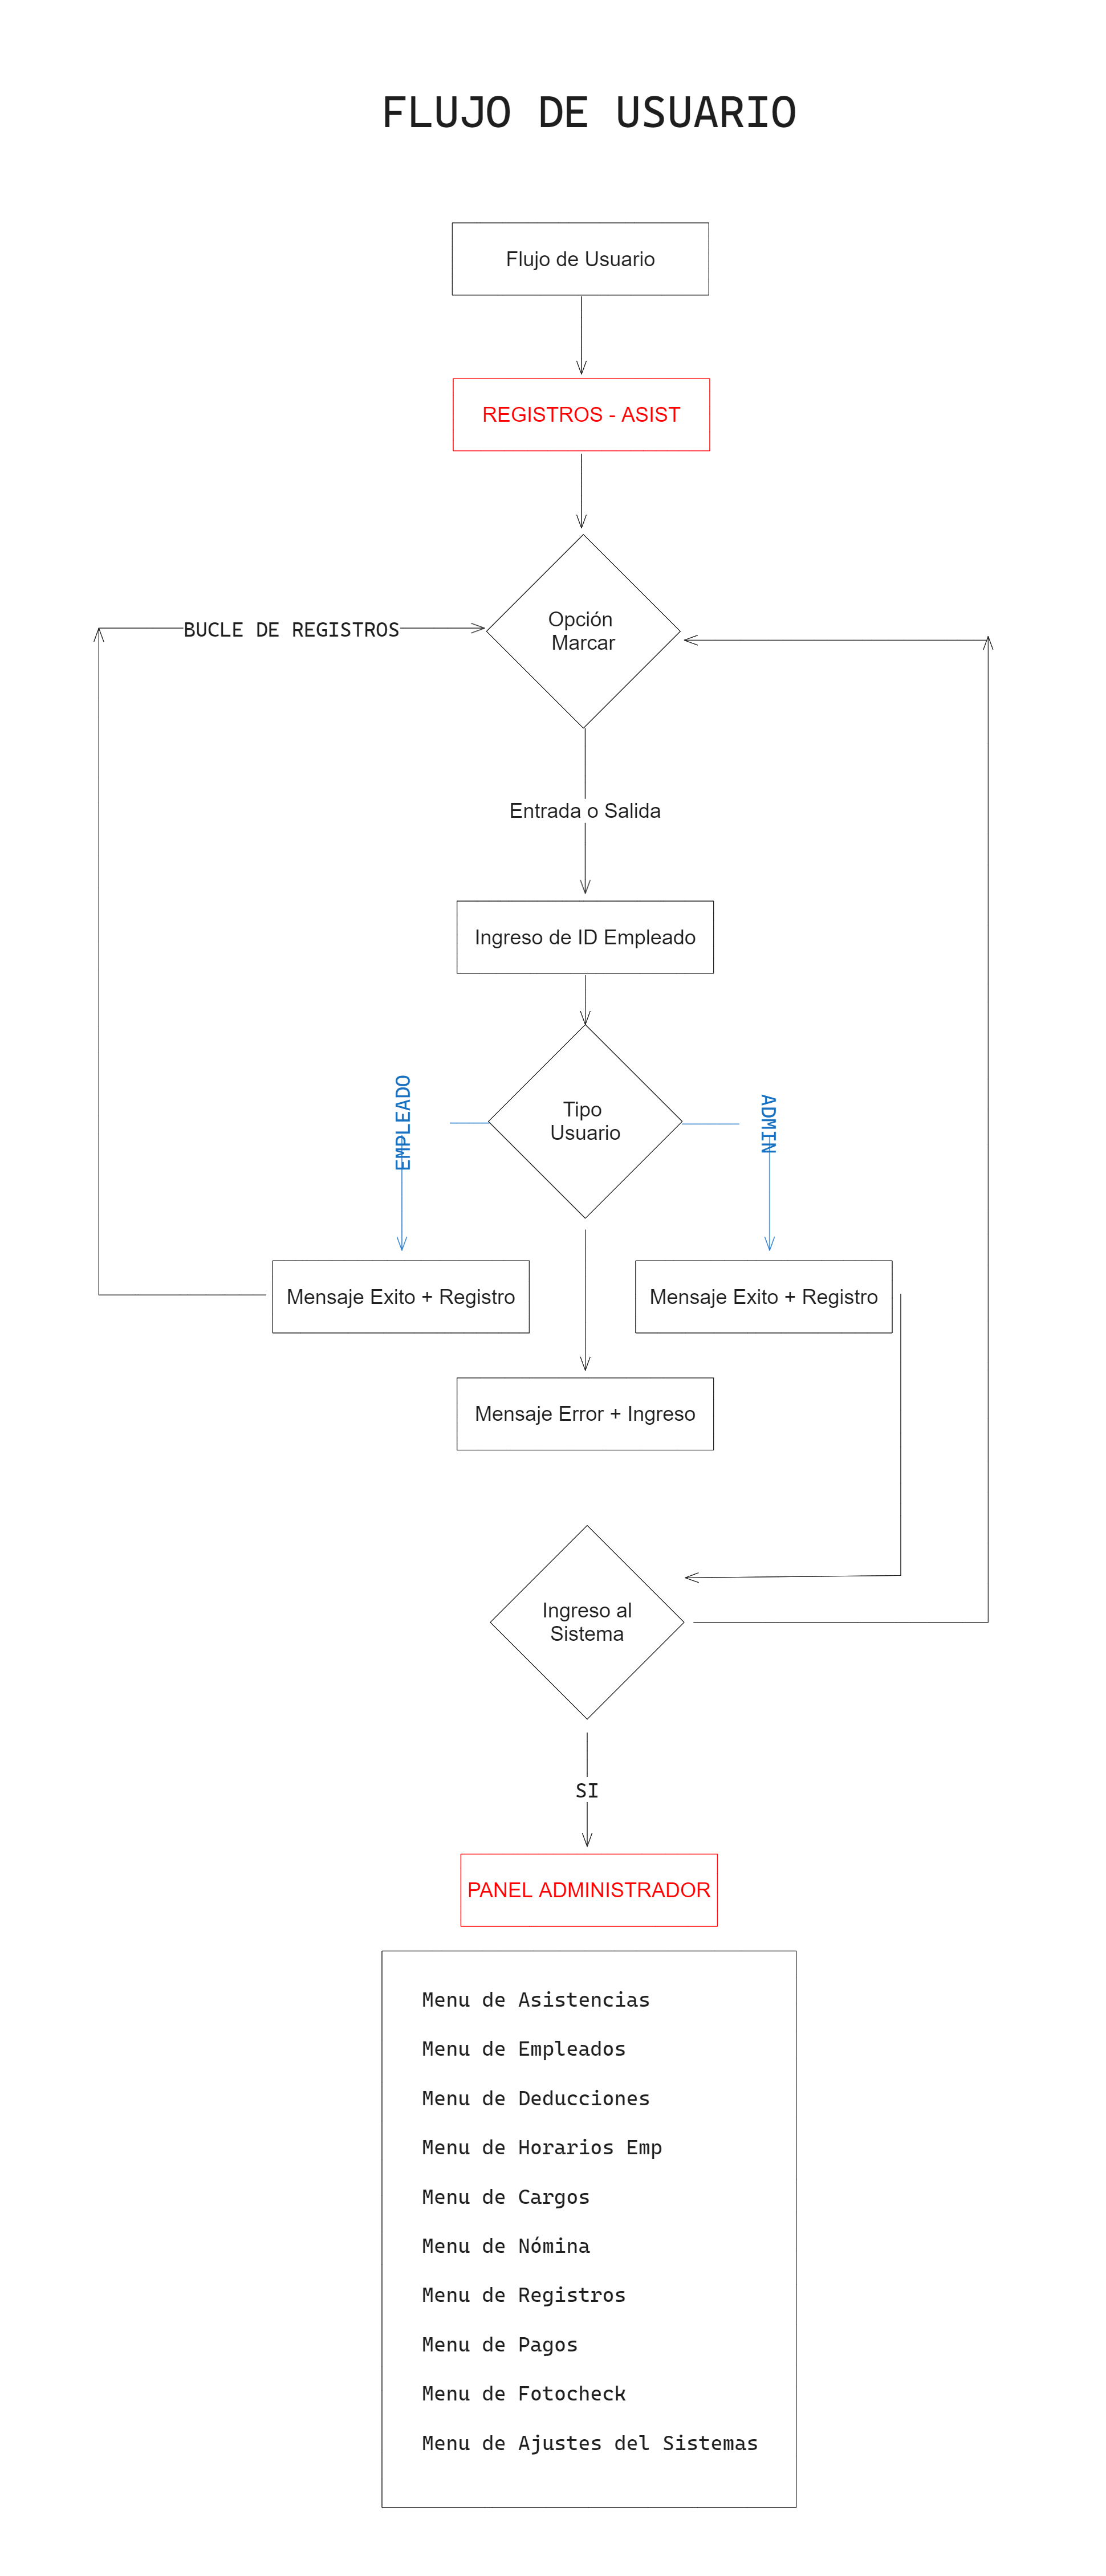 FLUJO DE USUARIO
Flujo de Usuario
REGISTROS - ASIST
Opción
Marcar
BUCLE DE REGISTROS
Entrada o Salida
Ingreso de ID Empleado
Tipo
Usuario
EMPLEADO
ADMIN
Mensaje Exito + Registro
Mensaje Exito + Registro
Mensaje Error + Ingreso
Ingreso al
Sistema
SI
PANEL ADMINISTRADOR
Menu de Asistencias
Menu de Empleados
Menu de Deducciones
Menu de Horarios Emp
Menu de Cargos
Menu de Nómina
Menu de Registros
Menu de Pagos
Menu de Fotocheck
Menu de Ajustes del Sistemas